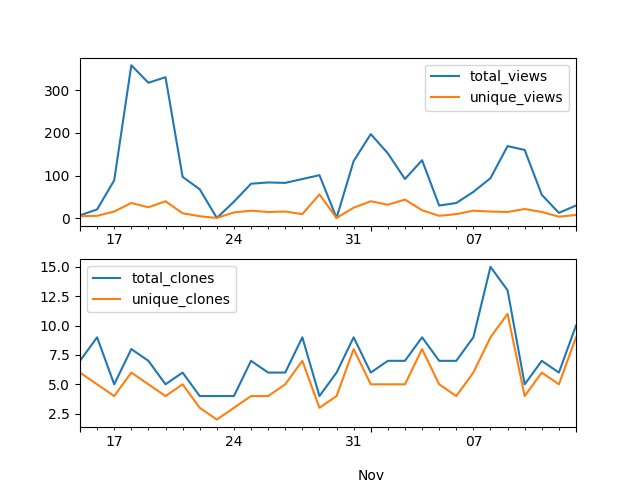 300
200
100
0
total_views
unique_views
17 24 31 07
15.0
12.5
10.0
7.5
5.0
2.5
total_clones
unique_clones
17 24 31 07
Nov